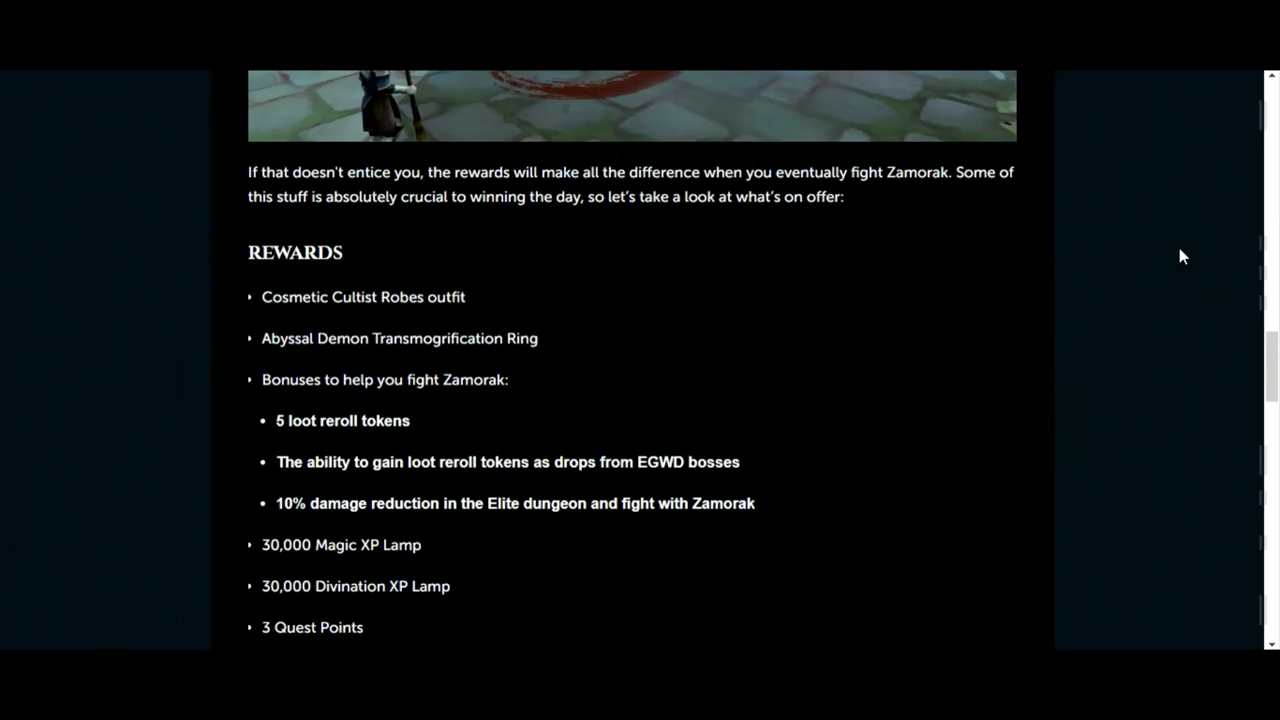 If that doesn't entice you, the rewards will make all the difference when you eventually fight Zamorak. Some of
this stuff is absolutely crucial to winning the day, so let's take a look at what's on offer:
REWARDS
Cosmetic Cultist Robes outfit
Abyssal Demon Transmogrification Ring
Bonuses to help you fight Zamorak:
• 5 loot reroll tokens
• The ability to gain loot reroll tokens as drops from EGWD bosses
• 10% damage reduction in the Elite dungeon and fight with Zamorak
30,000 Magic XP Lamp
30,000 Divination XP Lamp
3 Quest Points